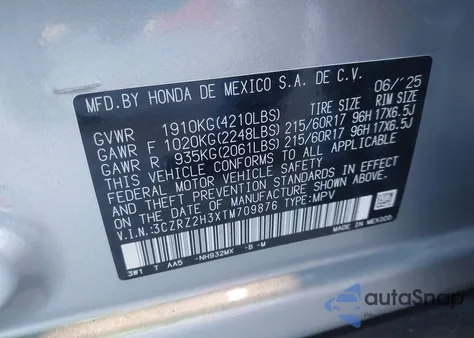 MFD.BY HONDA DE MEXICO S.A. DE C.V. 06/'25
TIRE SIZE RIM SIZE
GVWR 1910KG(4210LBS)
GAWR F 1020KG(2248LBS) 215/60R17 96H 17X6.5J
GAWR R 935KG(2061LBS) 215/60R17 96H 17X6.5J
THIS VEHICLE CONFORMS TO ALL APPLICABLE
FEDERAL MOTOR VEHICLE SAFETY, BUMPER,
AND THEFT PREVENTION STANDARDS IN EFFECT
ON THE DATE OF MANUFACTURE SHOWN ABOVE.
V.I.N.:3CZRZ2H3XTM709876 TYPE:MPV
3W1 T AA5 -NH932MX -B -M
MADE IN MEXICO
autoSnap